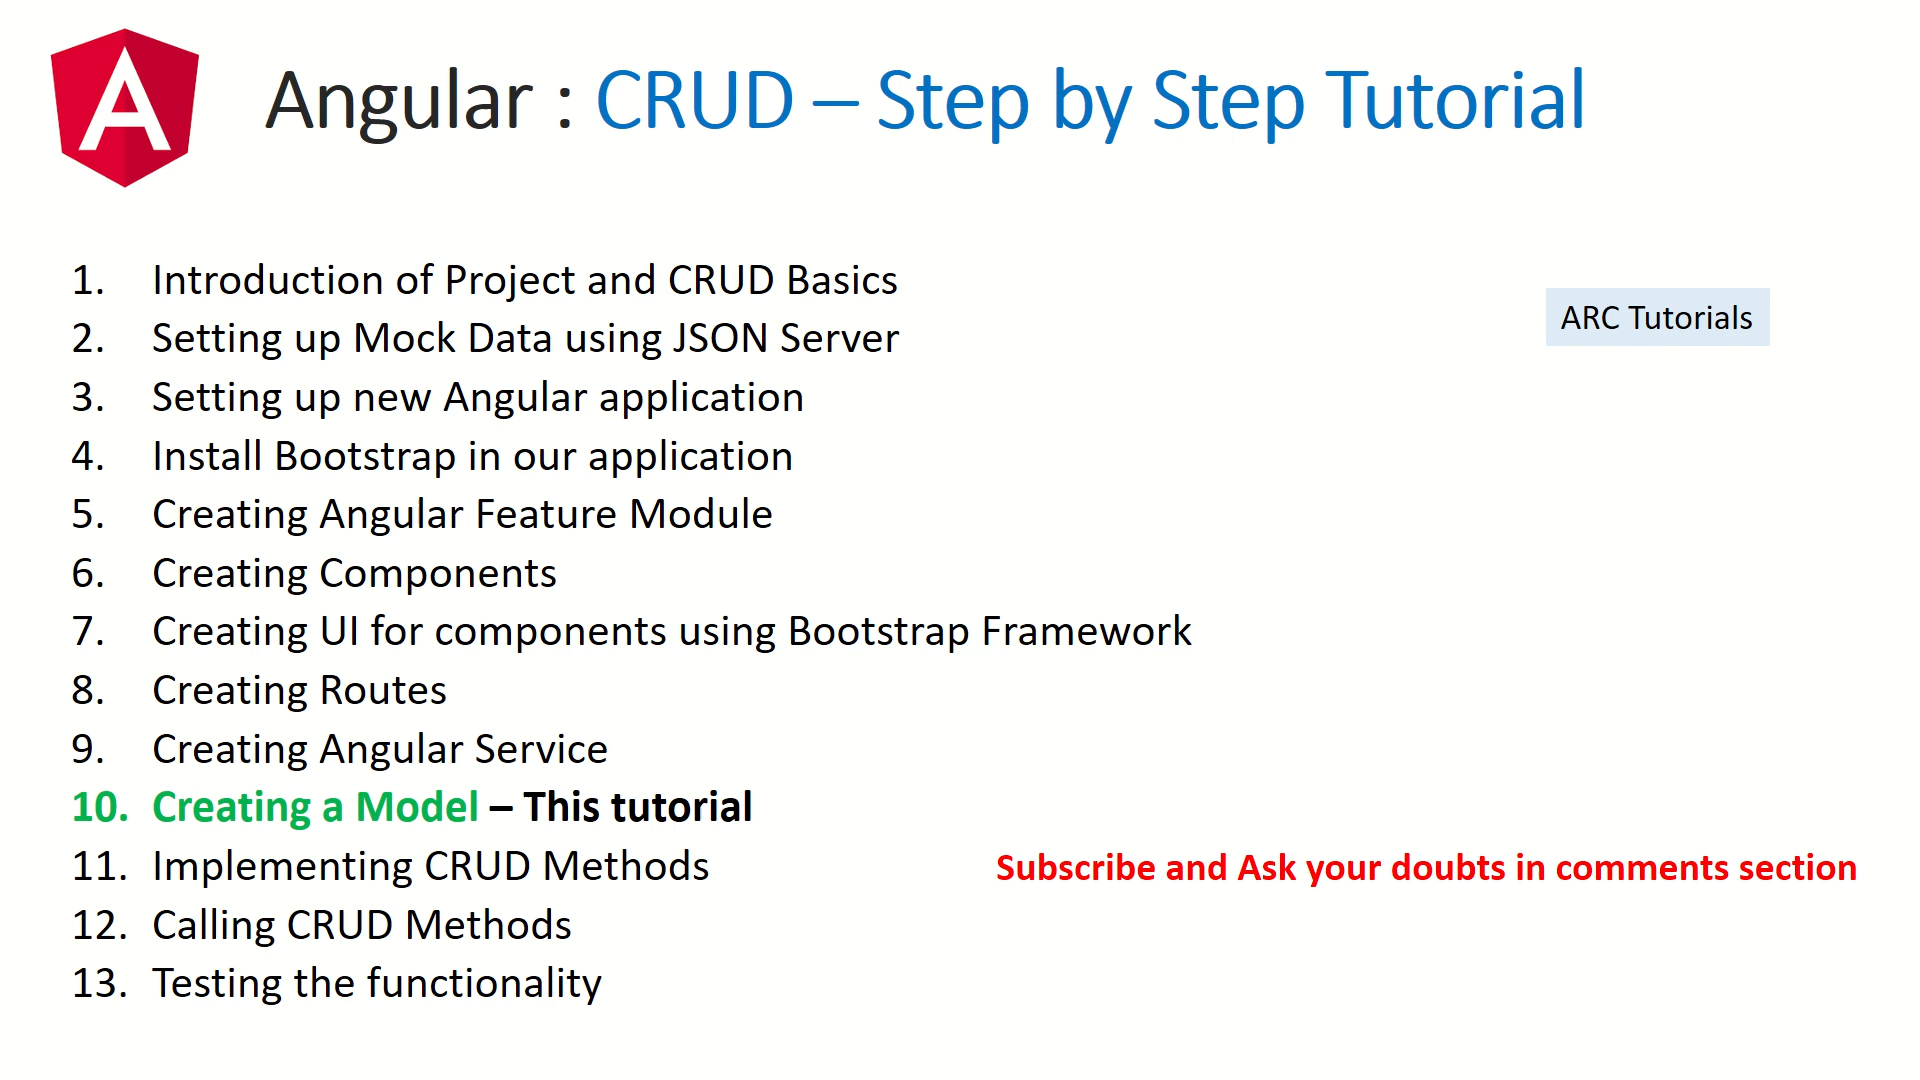 Angular : CRUD – Step by Step Tutorial
1. Introduction of Project and CRUD Basics
ARC Tutorials
2. Setting up Mock Data using JSON Server
3. Setting up new Angular application
4. Install Bootstrap in our application
5. Creating Angular Feature Module
6. Creating Components
7. Creating UI for components using Bootstrap Framework
8. Creating Routes
9. Creating Angular Service
10. Creating a Model – This tutorial
11. Implementing CRUD Methods
Subscribe and Ask your doubts in comments section
12. Calling CRUD Methods
13. Testing the functionality